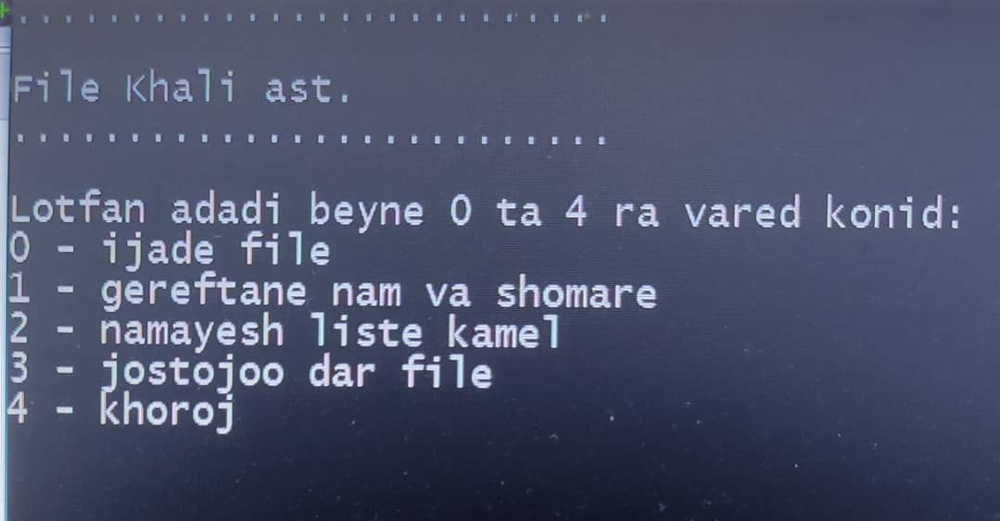 ..........................
File Khali ast.
..........................
Lotfan adadi beyne 0 ta 4 ra vared konid:
0 - ijade file
1 - gereftane nam va shomare
2 - namayesh liste kamel
3 - jostojoo dar file
4 - khoroj